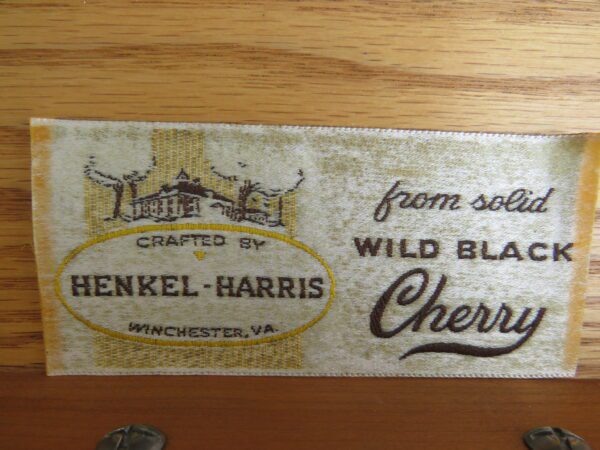 CRAFTED BY
HENKEL-HARRIS
WINCHESTER, VA.
from solid
WILD BLACK
Cherry